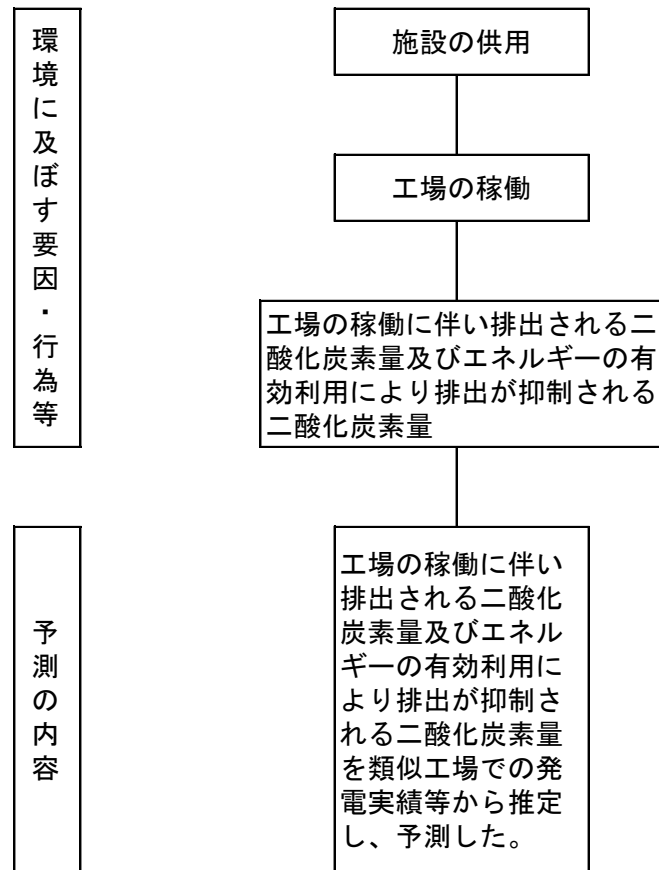 環境に及ぼす要因・行為等
施設の供用
工場の稼働
工場の稼働に伴い排出される二
酸化炭素量及びエネルギーの有
効利用により排出が抑制される
二酸化炭素量
予測の内容
工場の稼働に伴い
排出される二酸化
炭素量及びエネル
ギーの有効利用に
より排出が抑制さ
れる二酸化炭素量
を類似工場での発
電実績等から推定
し、予測した。